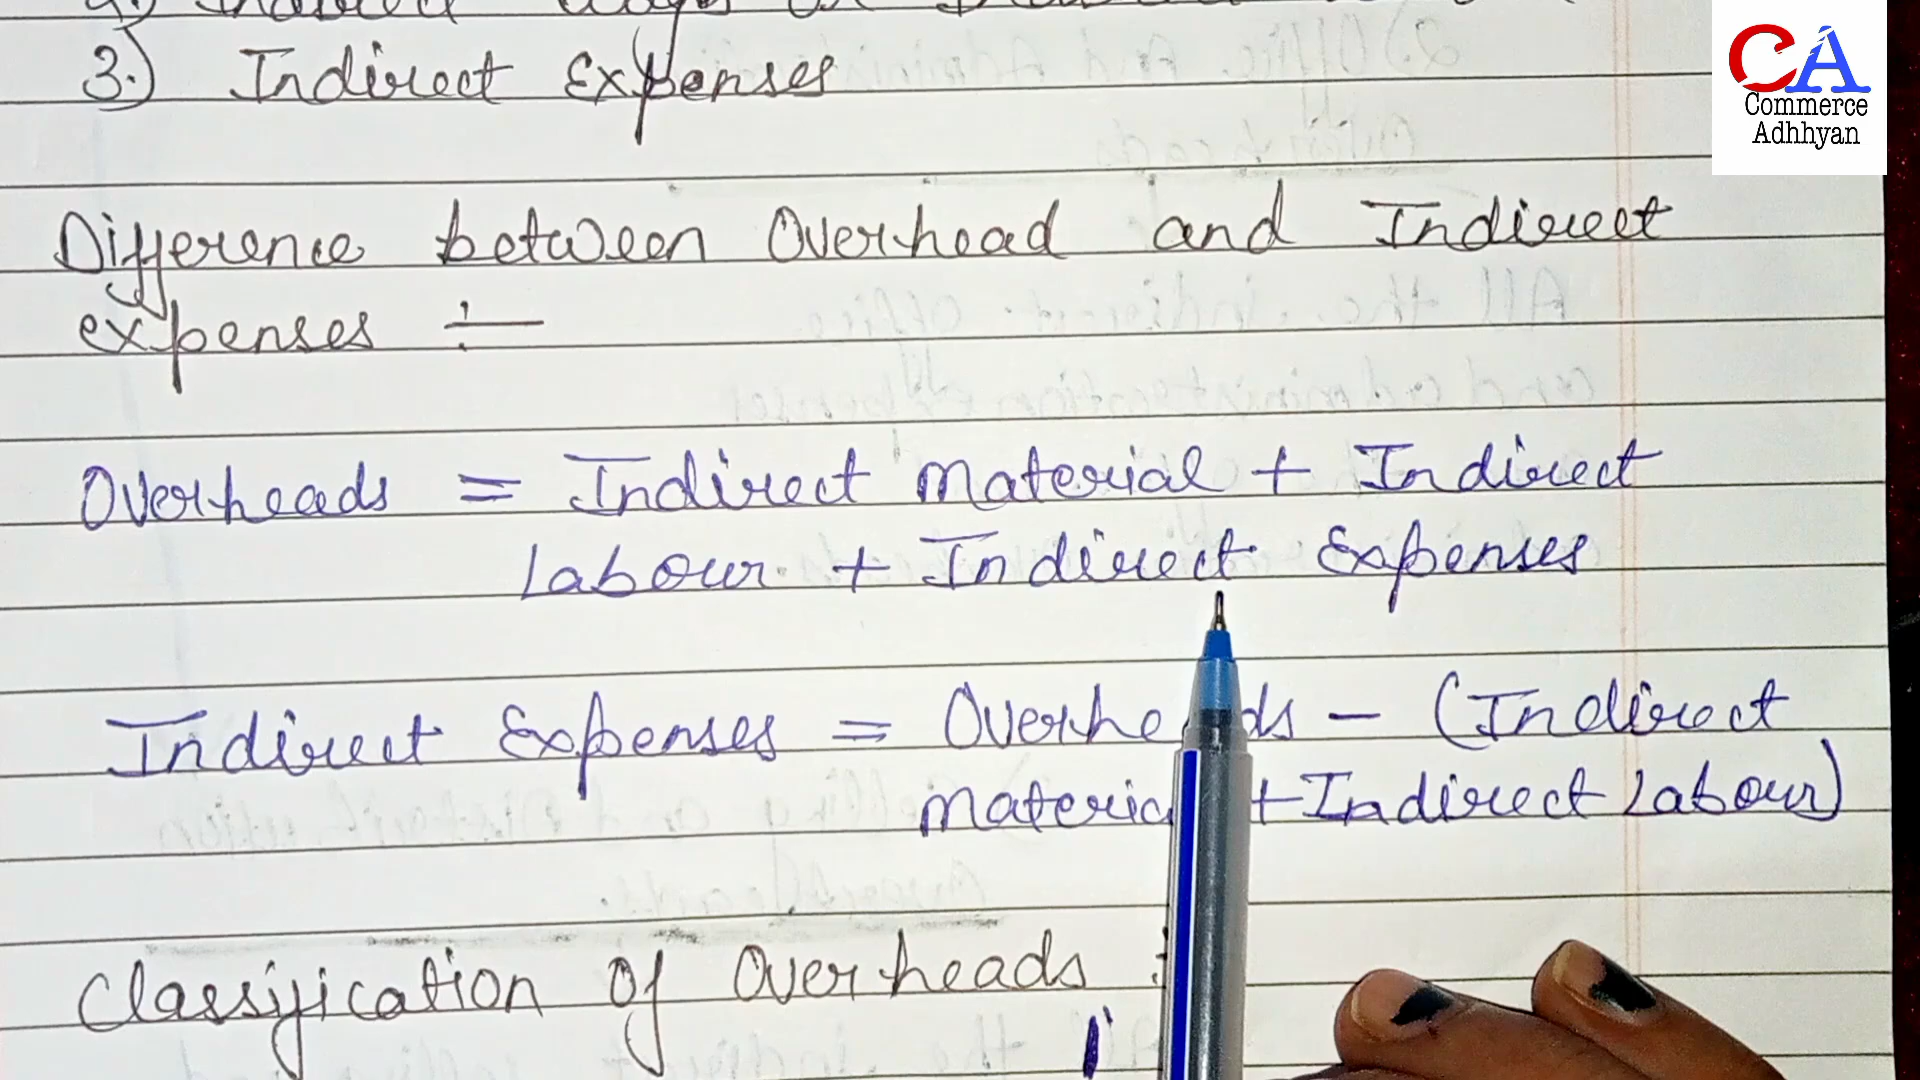 3.) Indirect Expenses
CA
Commerce
Adhhyan
Difference between Overhead and Indirect
expenses ÷
Overheads = Indirect Material + Indirect
Labour + Indirect Expenses
Indirect Expenses = Overheads - (Indirect
Material + Indirect Labour)
Classification of Overheads :